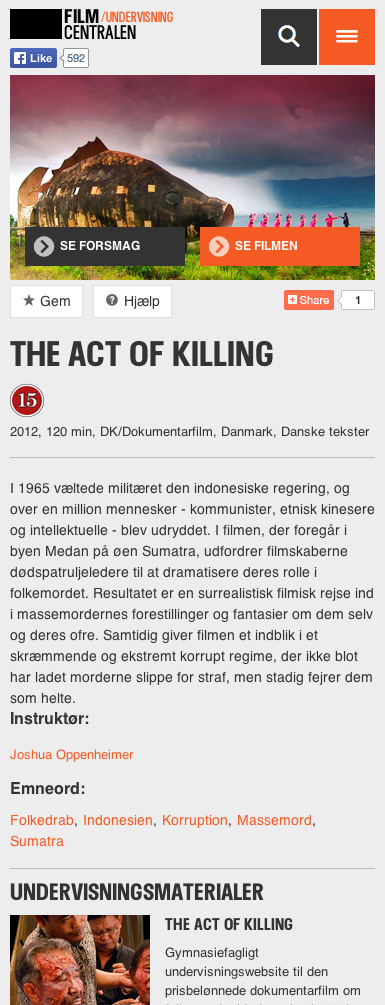 FILM /UNDERVISNING
CENTRALEN
Like 592
SE FORSMAG
SE FILMEN
Gem
Hjælp
Share 1
THE ACT OF KILLING
15
2012, 120 min, DK/Dokumentarfilm, Danmark, Danske tekster
I 1965 væltede militæret den indonesiske regering, og
over en million mennesker - kommunister, etnisk kinesere
og intellektuelle - blev udryddet. I filmen, der foregår i
byen Medan på øen Sumatra, udfordrer filmskaberne
dødspatruljeledere til at dramatisere deres rolle i
folkemordet. Resultatet er en surrealistisk filmisk rejse ind
i massemordernes forestillinger og fantasier om dem selv
og deres ofre. Samtidig giver filmen et indblik i et
skræmmende og ekstremt korrupt regime, der ikke blot
har ladet morderne slippe for straf, men stadig fejrer dem
som helte.
Instruktør:
Joshua Oppenheimer
Emneord:
Folkedrab, Indonesien, Korruption, Massemord,
Sumatra
UNDERVISNINGSMATERIALER
THE ACT OF KILLING
Gymnasiefagligt
undervisningswebsite til den
prisbelønnede dokumentarfilm om